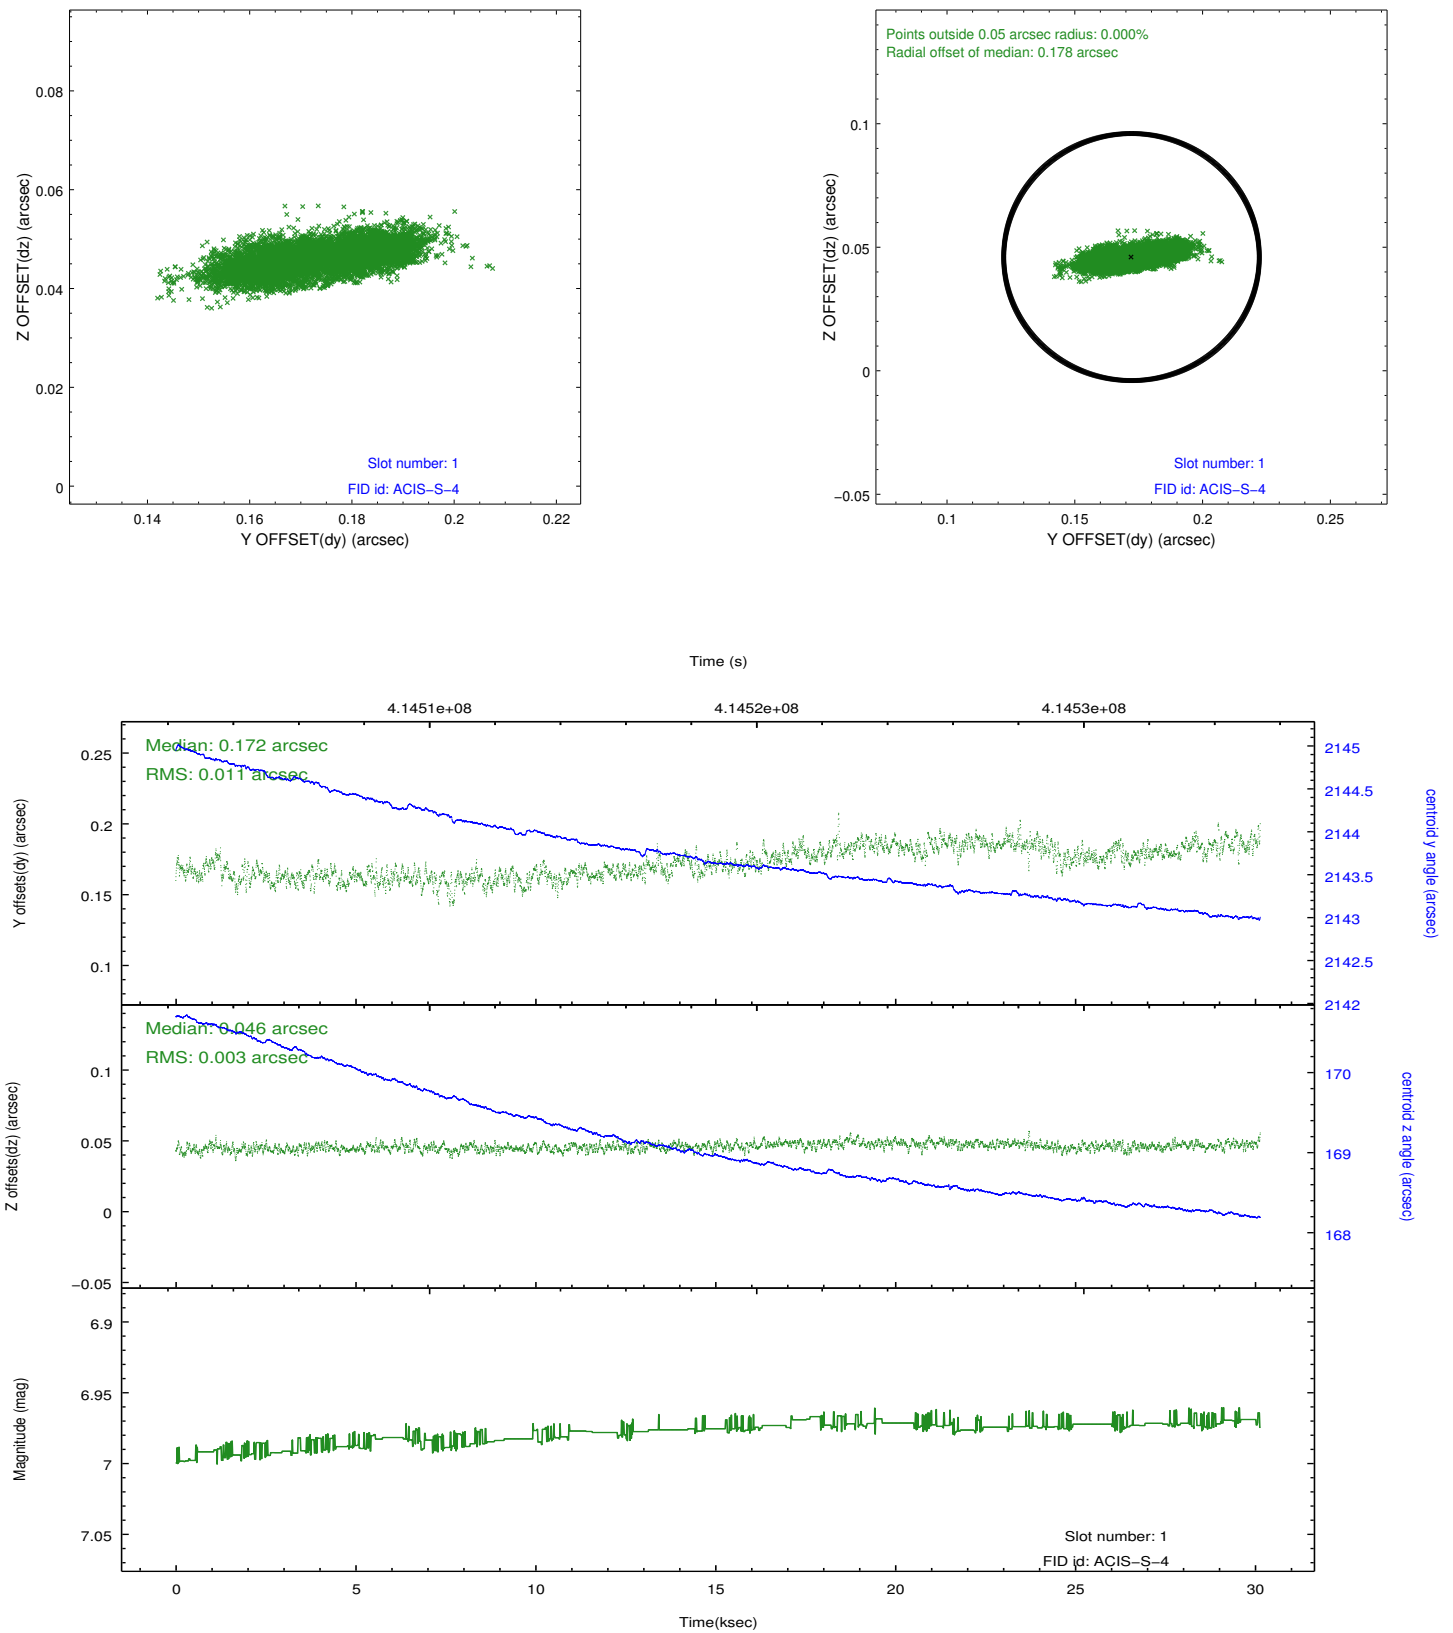 0.08
0.06
0.04
0.02
0
0.14
0.16
0.18
0.2
0.22
Z OFFSET(dz) (arcsec)
Y OFFSET(dy) (arcsec)
Slot number: 1
FID id: ACIS−S−4
Points outside 0.05 arcsec radius: 0.000%
Radial offset of median: 0.178 arcsec
0.1
0.05
0
−0.05
0.1
0.15
0.2
0.25
Z OFFSET(dz) (arcsec)
Y OFFSET(dy) (arcsec)
Slot number: 1
FID id: ACIS−S−4
Time (s)
4.1451e+08
4.1452e+08
4.1453e+08
Median: 0.172 arcsec
RMS: 0.011 arcsec
0.25
0.2
0.15
0.1
Y offsets(dy) (arcsec)
2145
2144.5
2144
2143.5
2143
2142.5
2142
centroid y angle (arcsec)
Median: 0.046 arcsec
RMS: 0.003 arcsec
0.1
0.05
0
−0.05
Z offsets(dz) (arcsec)
170
169
168
centroid z angle (arcsec)
6.9
6.95
7
7.05
Magnitude (mag)
Slot number: 1
FID id: ACIS−S−4
0
5
10
15
20
25
30
Time(ksec)